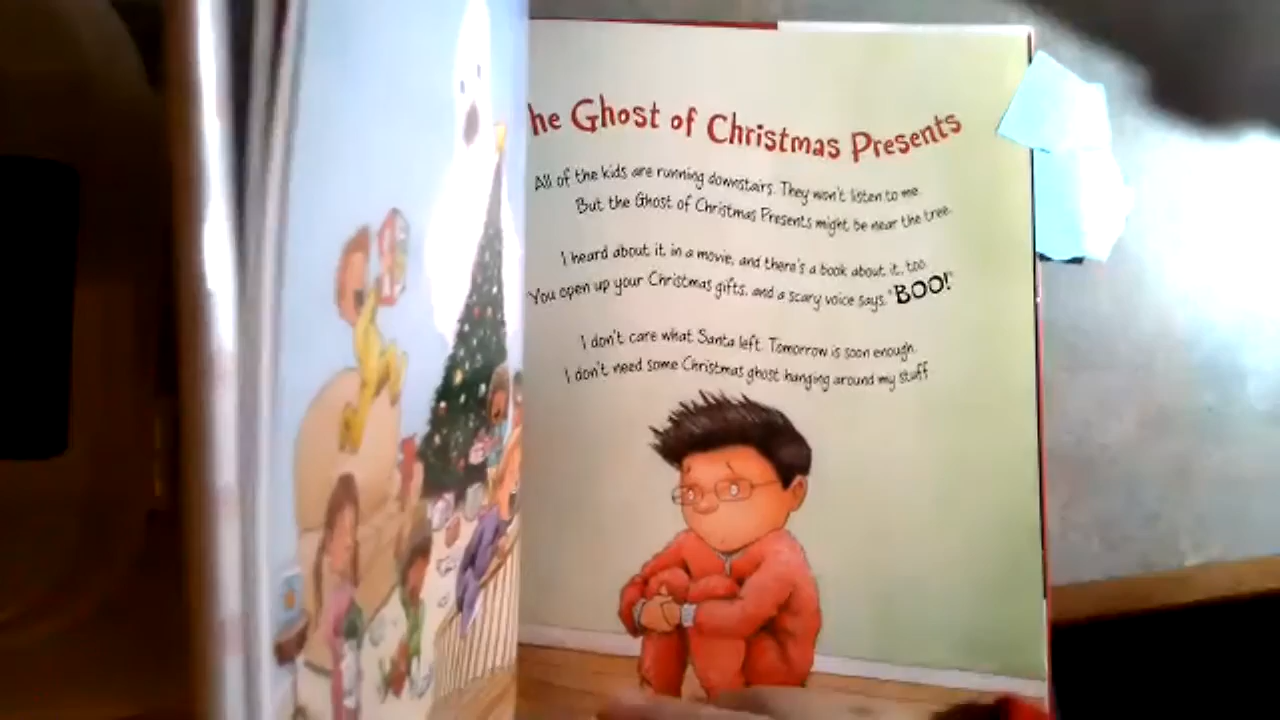 he Ghost of Christmas Presents
All of the kids are running downstairs. They won't listen to me.
But the Ghost of Christmas Presents might be near the tree.
I heard about it in a movie, and there's a book about it, too.
You open up your Christmas gifts, and a scary voice says, "BOO!"
I don't care what Santa left. Tomorrow is soon enough.
I don't need some Christmas ghost hanging around my stuff.